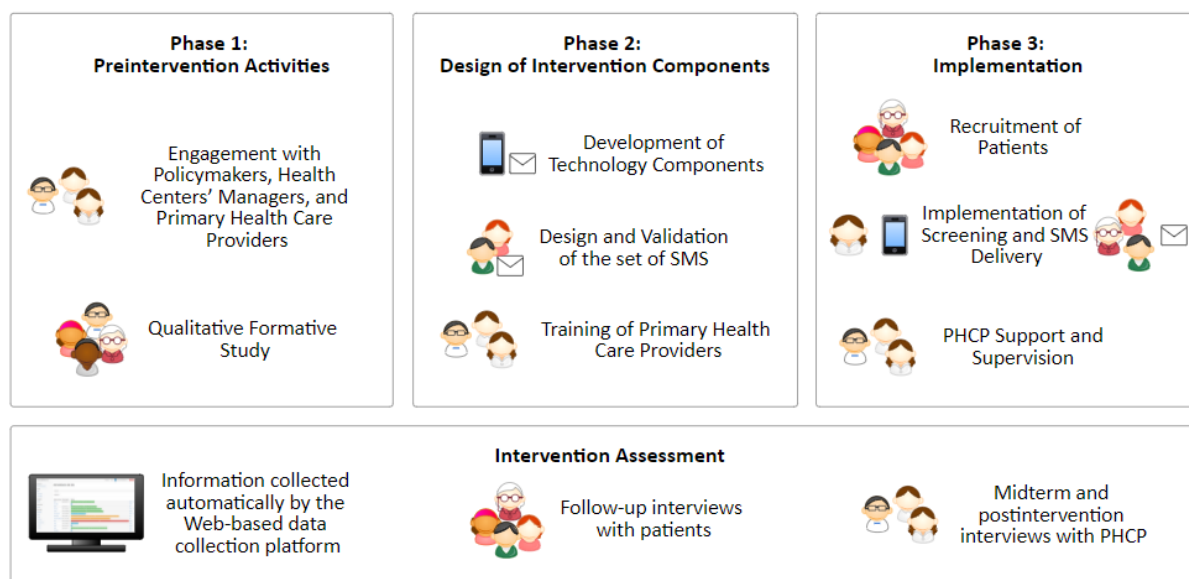 Phase 1:
Preintervention Activities
Engagement with
Policymakers, Health
Centers’ Managers, and
Primary Health Care
Providers
Qualitative Formative
Study
Phase 2:
Design of Intervention Components
Development of
Technology Components
Design and Validation
of the set of SMS
Training of Primary Health
Care Providers
Phase 3:
Implementation
Recruitment of
Patients
Implementation of
Screening and SMS
Delivery
PHCP Support and
Supervision
Intervention Assessment
Information collected
automatically by the
Web-based data
collection platform
Follow-up interviews
with patients
Midterm and
postintervention
interviews with PHCP